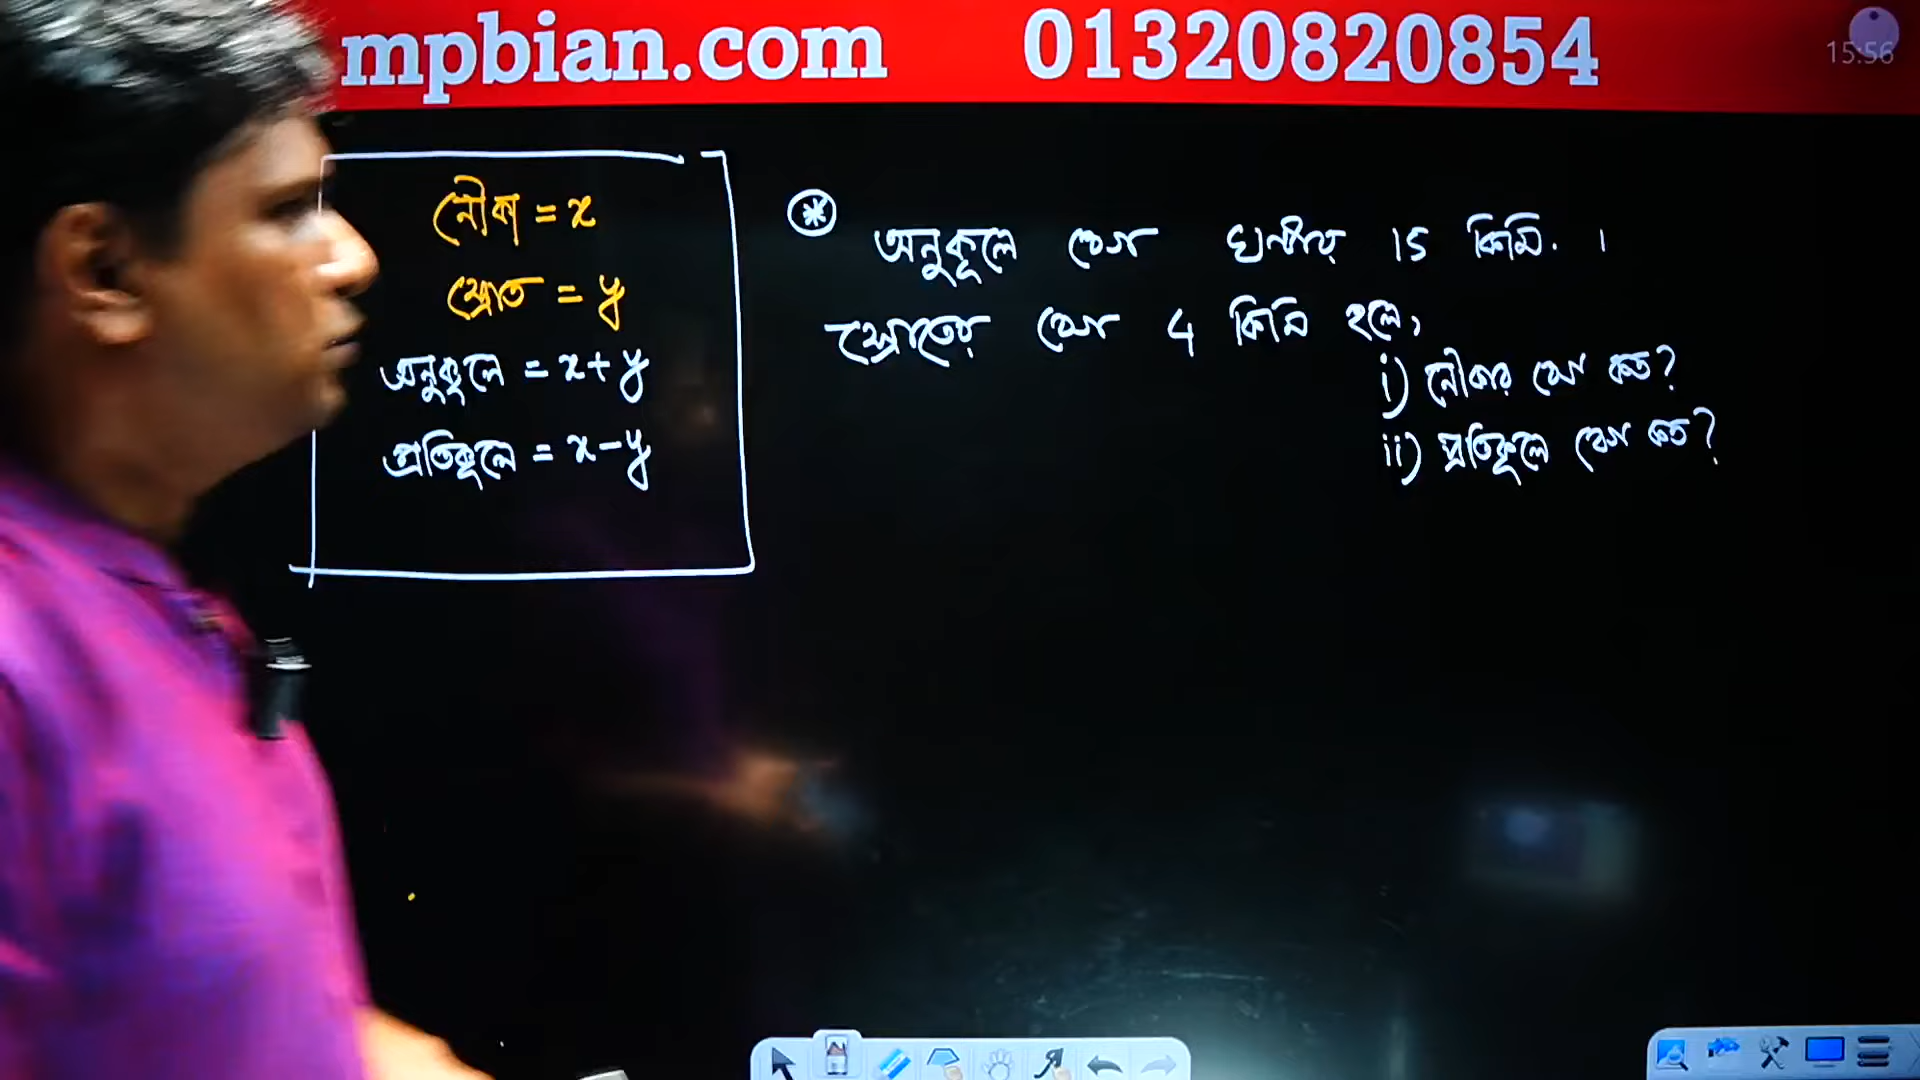 mpbian.com 01320820854
15:56
নৌকা = x
স্রোত = y
অনুকূলে = x + y
প্রতিকূলে = x - y
* অনুকূলে বেগ ঘন্টায় 15 কিমি. ।
স্রোতের বেগ 4 কিমি হলে,
i) নৌকার বেগ কত?
ii) প্রতিকূলে বেগ কত?